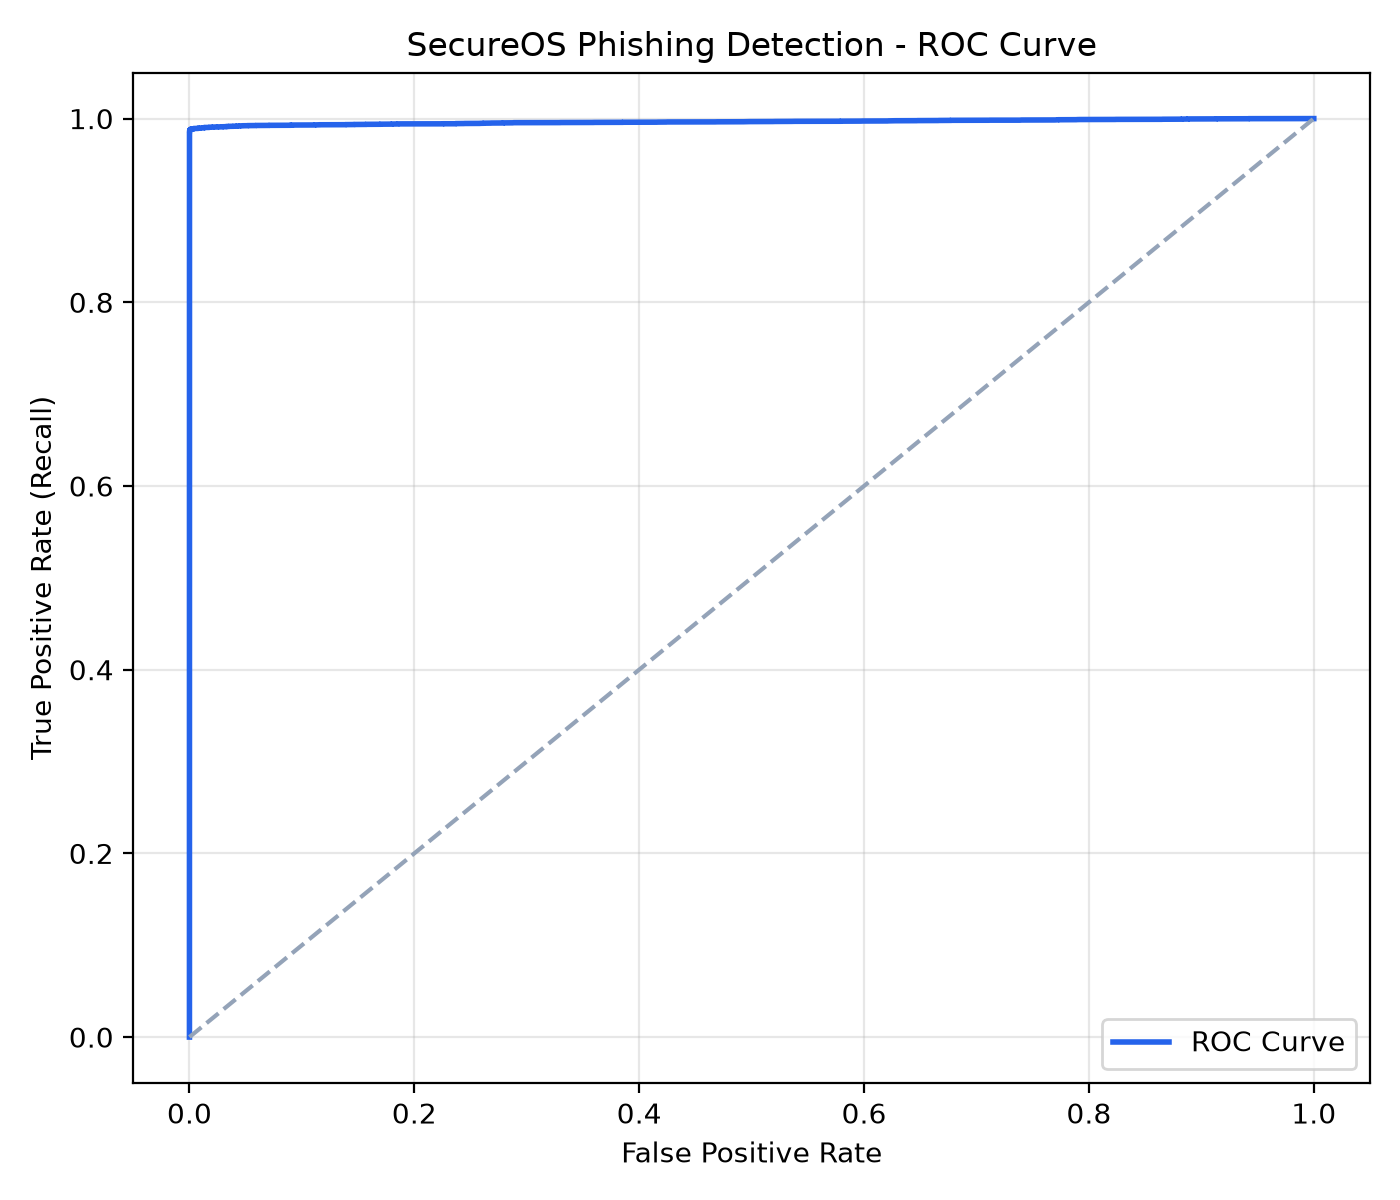 SecureOS Phishing Detection - ROC Curve
True Positive Rate (Recall)
1.0
0.8
0.6
0.4
0.2
0.0
ROC Curve
0.0 0.2 0.4 0.6 0.8 1.0
False Positive Rate